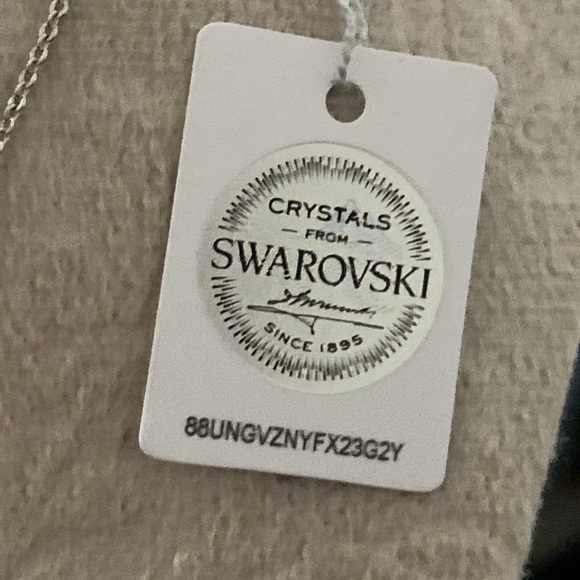 CRYSTALS
— FROM —
SWAROVSKI
SINCE 1895
88UNGVZNYFX23G2Y